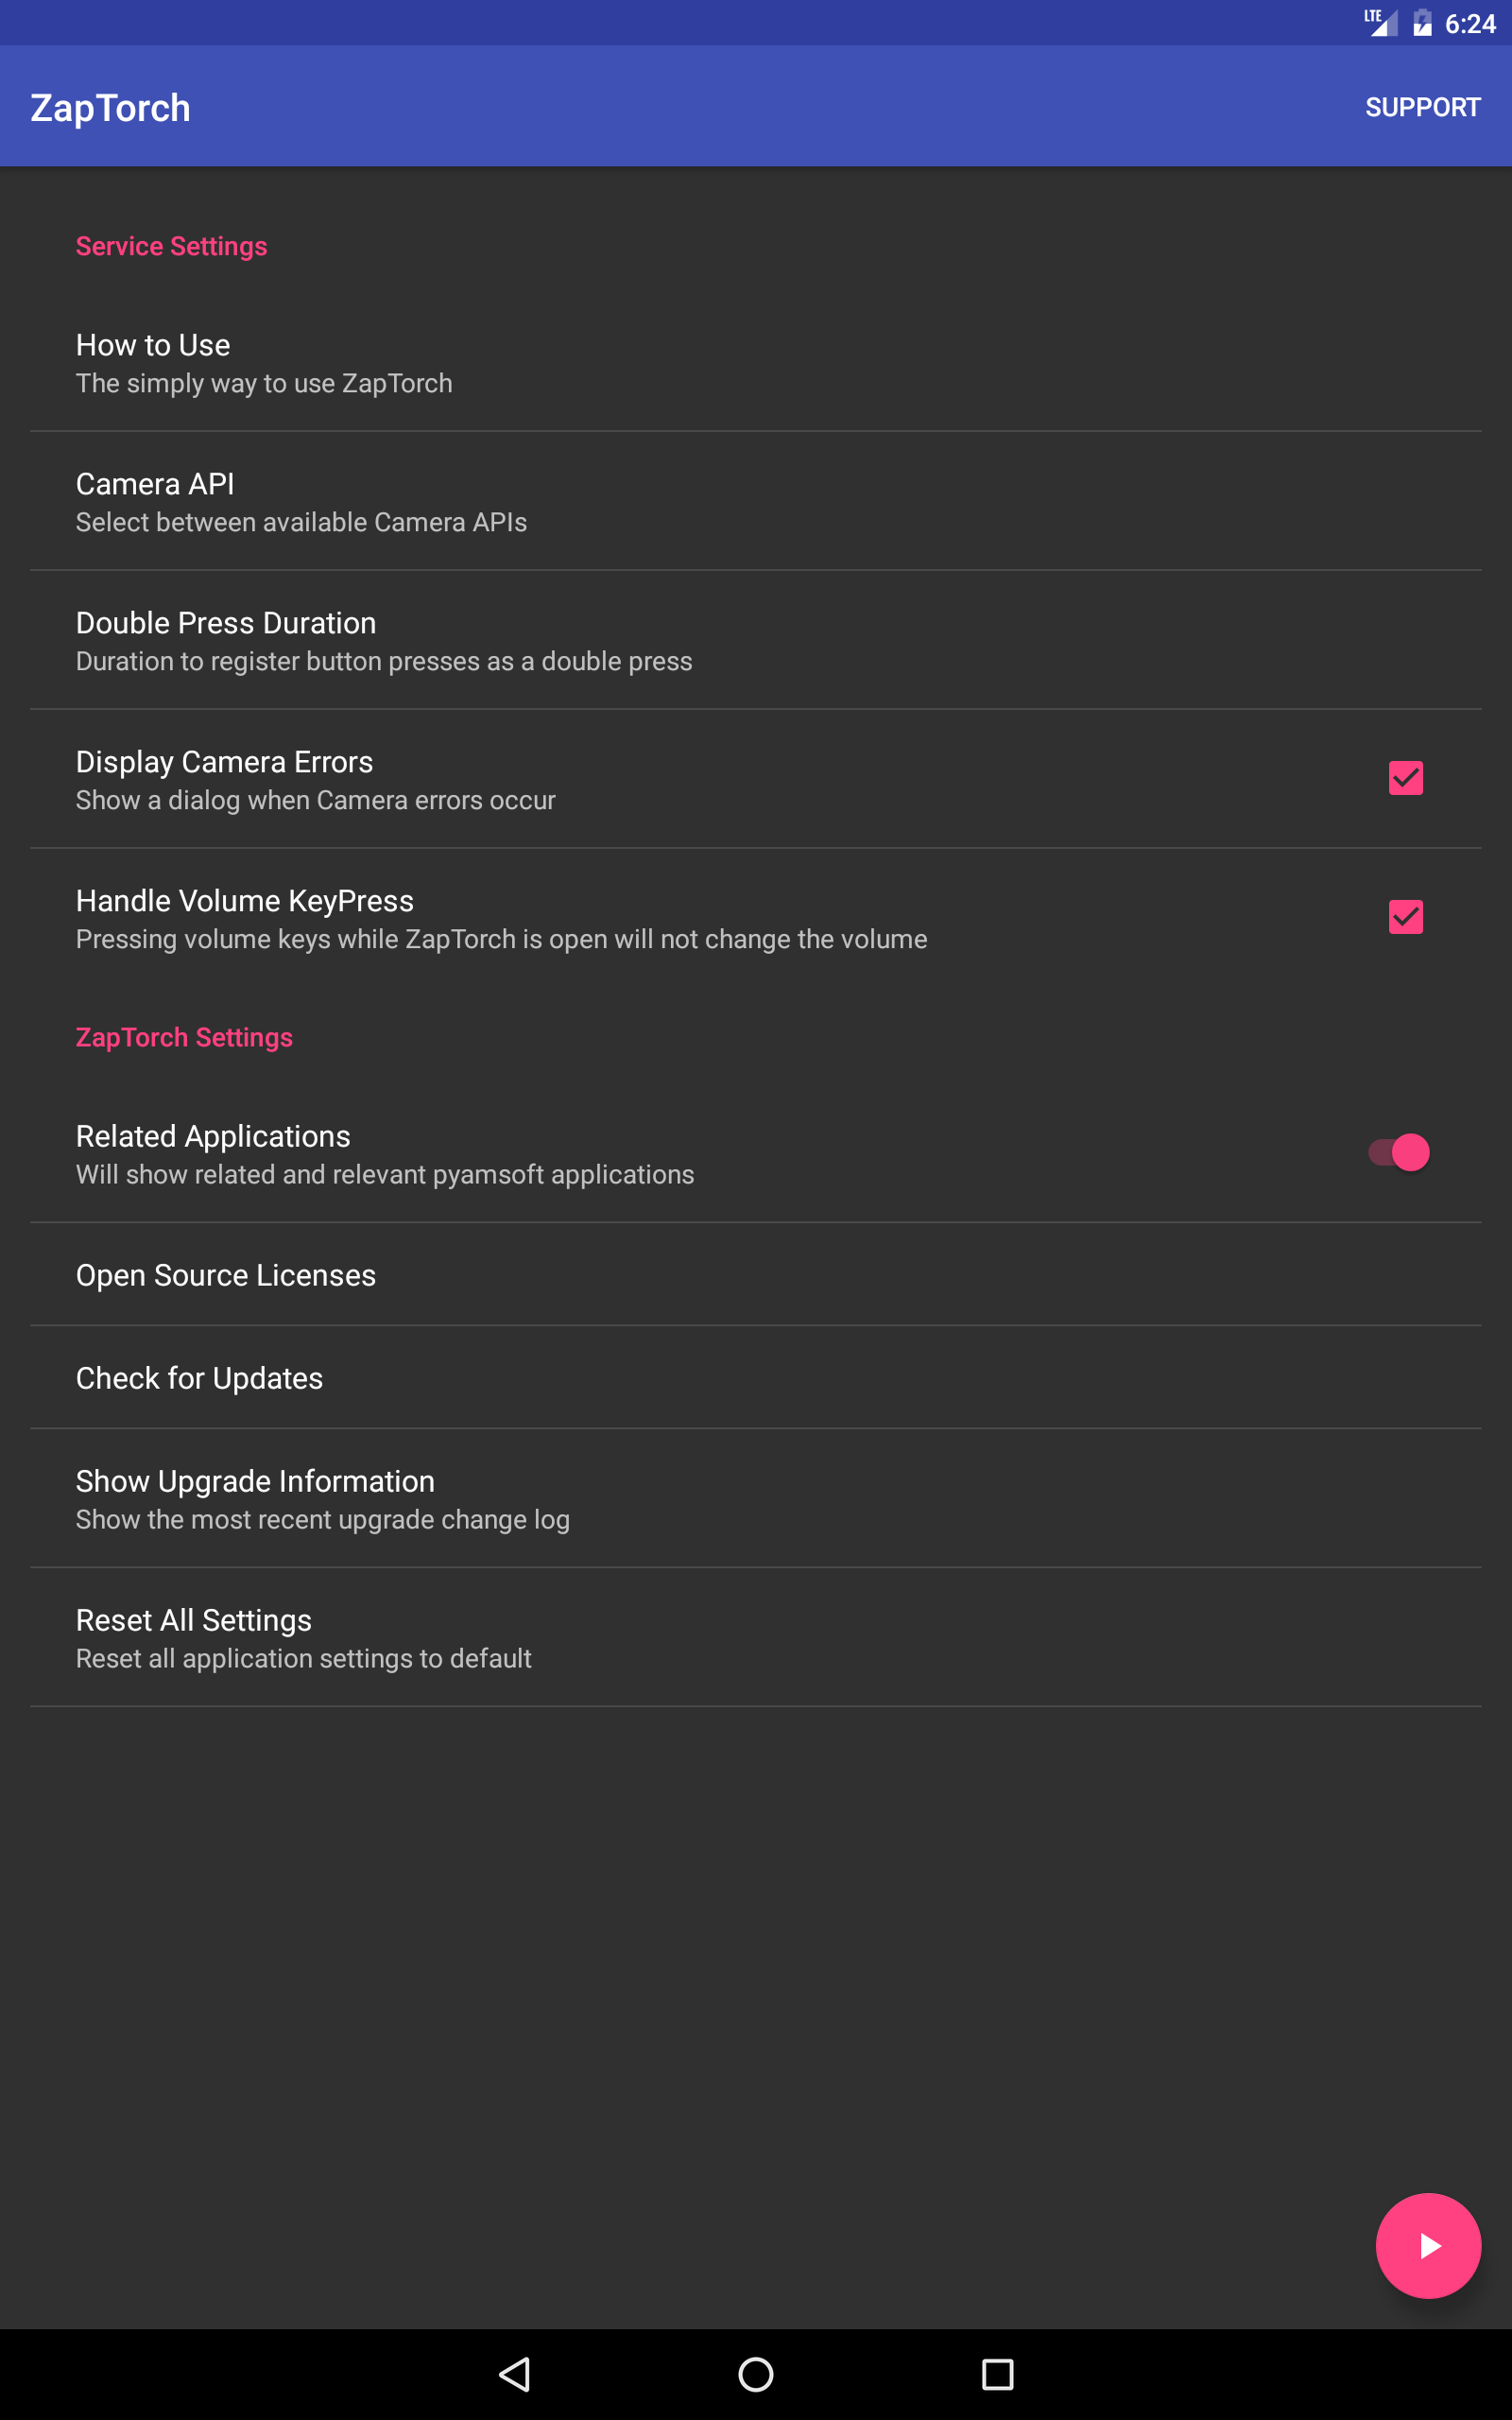 LTE 6:24
ZapTorch SUPPORT
Service Settings
How to Use
The simply way to use ZapTorch
Camera API
Select between available Camera APIs
Double Press Duration
Duration to register button presses as a double press
Display Camera Errors
Show a dialog when Camera errors occur
Handle Volume KeyPress
Pressing volume keys while ZapTorch is open will not change the volume
ZapTorch Settings
Related Applications
Will show related and relevant pyamsoft applications
Open Source Licenses
Check for Updates
Show Upgrade Information
Show the most recent upgrade change log
Reset All Settings
Reset all application settings to default